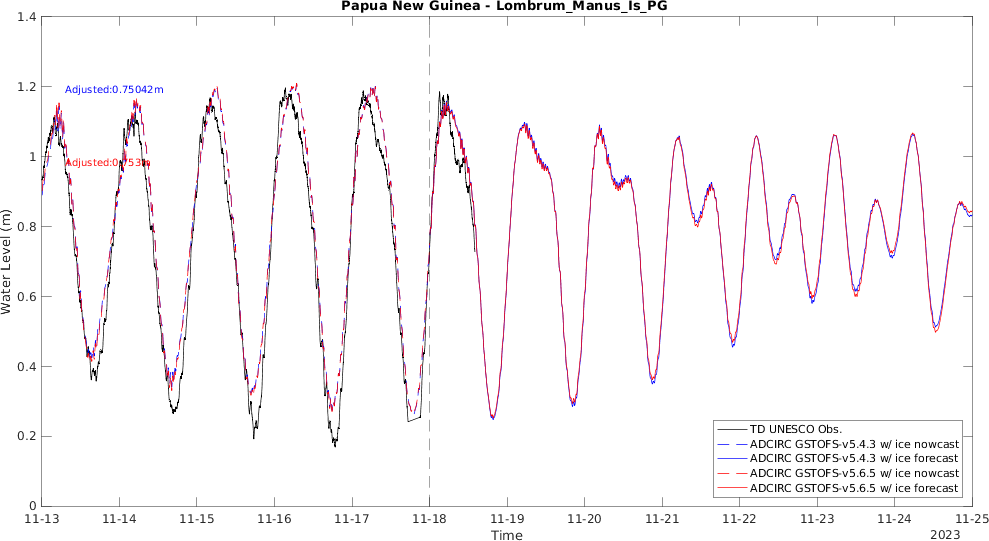 Papua New Guinea - Lombrum_Manus_Is_PG
1.4
1.2
1
0.8
0.6
0.4
0.2
0
Water Level (m)
Adjusted:0.75042m
TD UNESCO Obs.
ADCIRC GSTOFS-v5.4.3 w/ ice nowcast
ADCIRC GSTOFS-v5.4.3 w/ ice forecast
ADCIRC GSTOFS-v5.6.5 w/ ice nowcast
ADCIRC GSTOFS-v5.6.5 w/ ice forecast
11-13 11-14 11-15 11-16 11-17 11-18 11-19 11-20 11-21 11-22 11-23 11-24 11-25
Time
2023